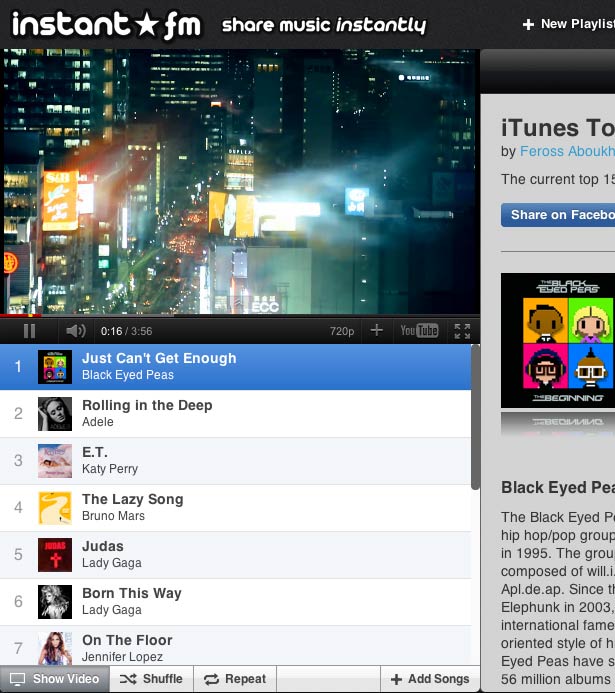 instant★fm share music instantly
+ New Playlist
0:16 / 3:56 720p YouTube
1 Just Can't Get Enough
Black Eyed Peas
2 Rolling in the Deep
Adele
3 E.T.
Katy Perry
4 The Lazy Song
Bruno Mars
5 Judas
Lady Gaga
6 Born This Way
Lady Gaga
7 On The Floor
Jennifer Lopez
Show Video Shuffle Repeat + Add Songs
iTunes To
by Feross Aboukh
The current top 15
Share on Facebo
THE BLACK
EYED PEAS
THE BEGINNING
Black Eyed Pea
The Black Eyed Pe
hip hop/pop group
in 1995. The group
composed of will.i.
Apl.de.ap. Since th
Elephunk in 2003,
international fame
oriented style of h
Eyed Peas have s
56 million albums
S&B
ECC
JUDAS